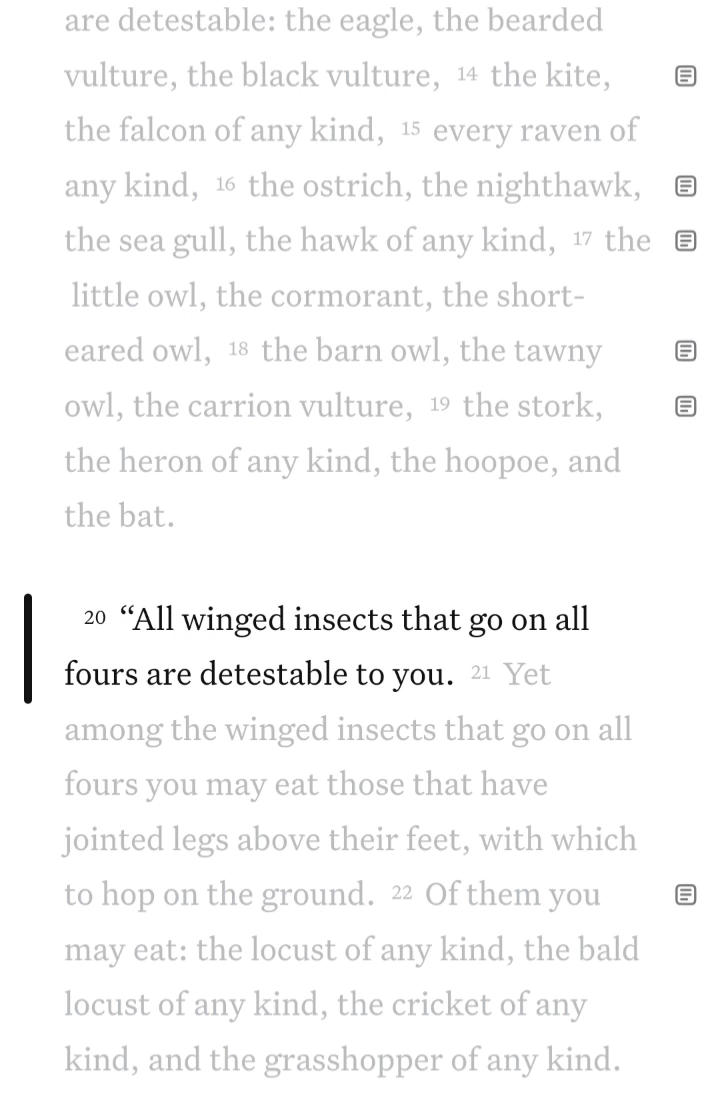 are detestable: the eagle, the bearded
vulture, the black vulture, 14 the kite,
the falcon of any kind, 15 every raven of
any kind, 16 the ostrich, the nighthawk,
the sea gull, the hawk of any kind, 17 the
little owl, the cormorant, the short-
eared owl, 18 the barn owl, the tawny
owl, the carrion vulture, 19 the stork,
the heron of any kind, the hoopoe, and
the bat.
20 “All winged insects that go on all
fours are detestable to you. 21 Yet
among the winged insects that go on all
fours you may eat those that have
jointed legs above their feet, with which
to hop on the ground. 22 Of them you
may eat: the locust of any kind, the bald
locust of any kind, the cricket of any
kind, and the grasshopper of any kind.